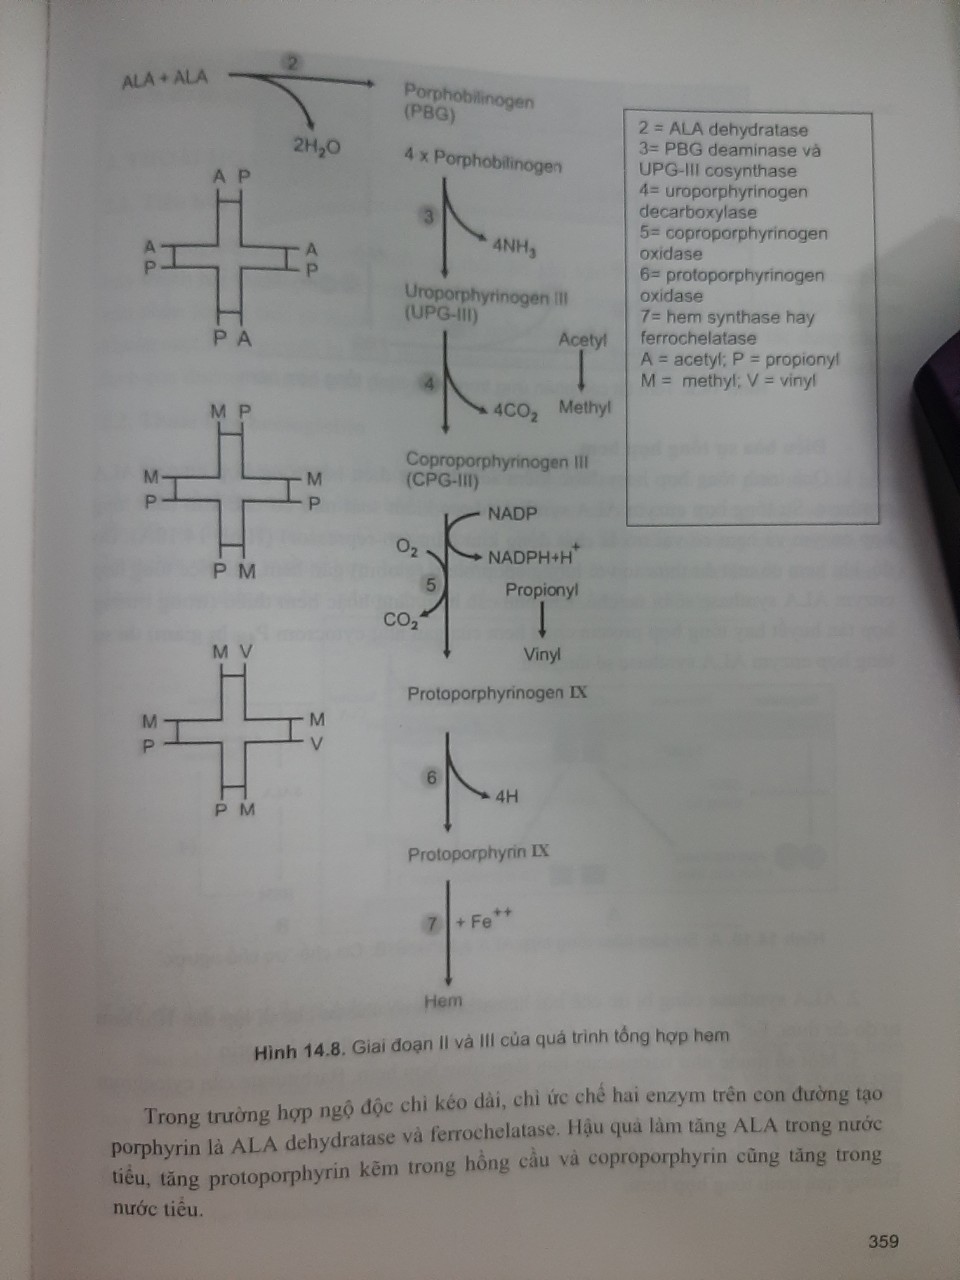 ALA + ALA
2
2H₂O
Porphobilinogen
(PBG)
4 x Porphobilinogen
3
4NH₃
Uroporphyrinogen III
(UPG-III)
Acetyl
4
4CO₂
Methyl
Coproporphyrinogen III
(CPG-III)
NADP
O₂
NADPH+H⁺
5
Propionyl
CO₂
Vinyl
Protoporphyrinogen IX
6
4H
Protoporphyrin IX
7
+ Fe⁺⁺
Hem
A P
A A
P P
P A
M P
M M
P P
P M
M V
M M
P V
P M
2 = ALA dehydratase
3= PBG deaminase và
UPG-III cosynthase
4= uroporphyrinogen
decarboxylase
5= coproporphyrinogen
oxidase
6= protoporphyrinogen
oxidase
7= hem synthase hay
ferrochelatase
A = acetyl; P = propionyl
M = methyl; V = vinyl
Hình 14.8. Giai đoạn II và III của quá trình tổng hợp hem
Trong trường hợp ngộ độc chì kéo dài, chì ức chế hai enzym trên con đường tạo
porphyrin là ALA dehydratase và ferrochelatase. Hậu quả làm tăng ALA trong nước
tiểu, tăng protoporphyrin kẽm trong hồng cầu và coproporphyrin cũng tăng trong
nước tiểu.
359